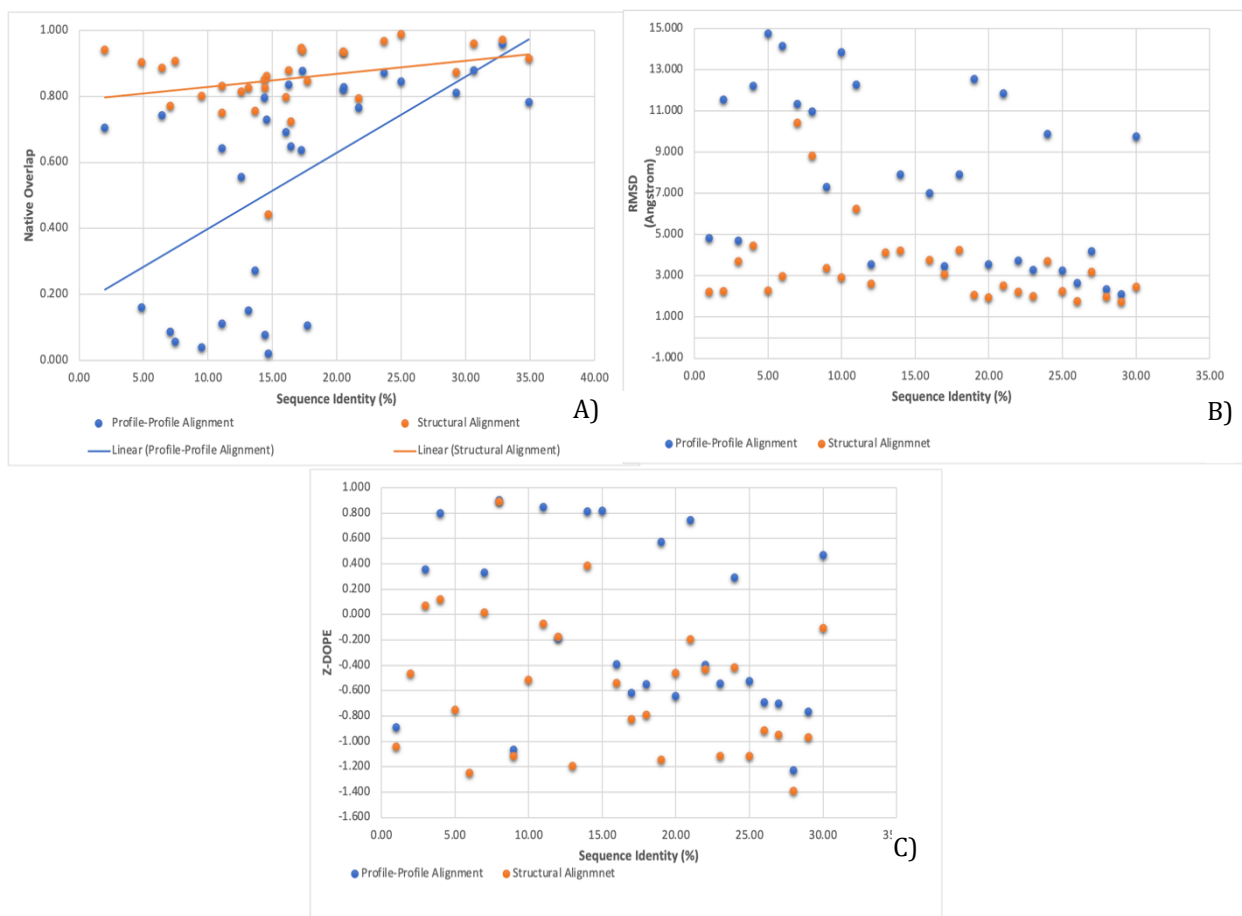 1.000
0.800
0.600
0.400
0.200
0.000
Native Overlap
0.00 5.00 10.00 15.00 20.00 25.00 30.00 35.00 40.00
Sequence Identity (%)
A)
Profile-Profile Alignment Structural Alignment
Linear (Profile-Profile Alignment) Linear (Structural Alignment)
15.000
13.000
11.000
9.000
7.000
5.000
3.000
1.000
-1.000
RMSD
(Angstrom)
0.00 5.00 10.00 15.00 20.00 25.00 30.00 35.00
Sequence Identity (%)
B)
Profile-Profile Alignment Structural Alignmnet
1.000
0.800
0.600
0.400
0.200
0.000
-0.200
-0.400
-0.600
-0.800
-1.000
-1.200
-1.400
-1.600
Z-DOPE
0.00 5.00 10.00 15.00 20.00 25.00 30.00
Sequence Identity (%)
C)
Profile-Profile Alignment Structural Alignmnet